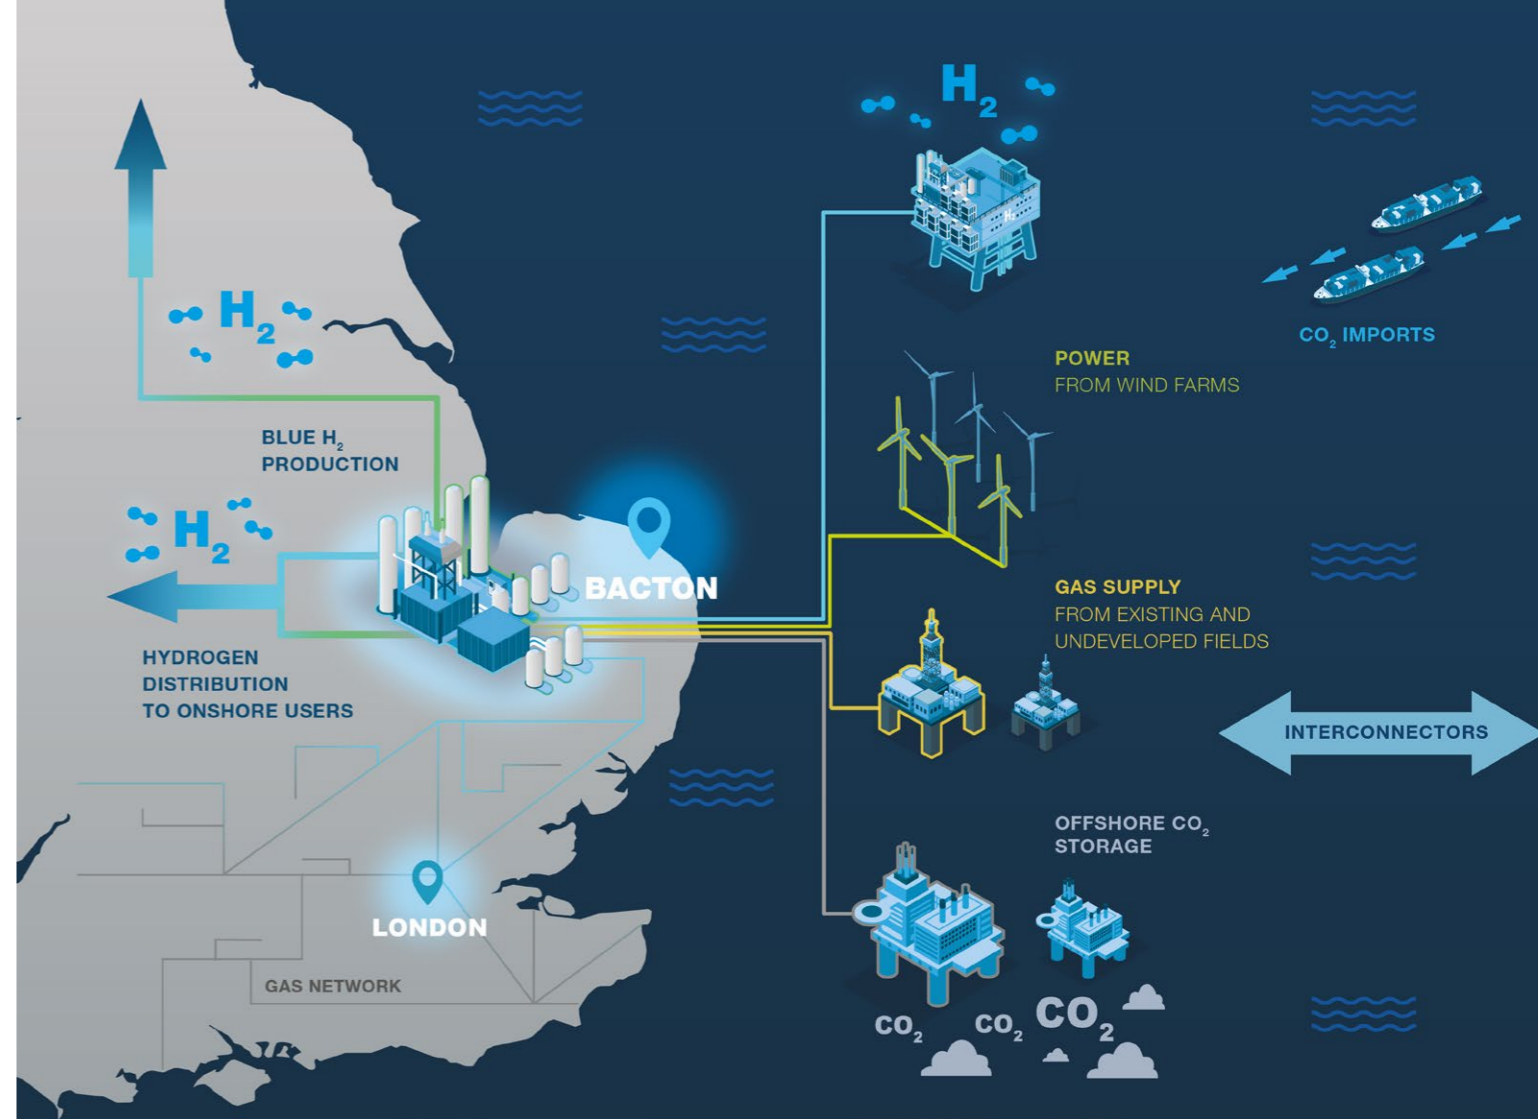 H₂
CO₂ IMPORTS
POWER
FROM WIND FARMS
H₂
BLUE H₂
PRODUCTION
H₂
BACTON
GAS SUPPLY
FROM EXISTING AND
UNDEVELOPED FIELDS
HYDROGEN
DISTRIBUTION
TO ONSHORE USERS
INTERCONNECTORS
OFFSHORE CO₂
STORAGE
LONDON
GAS NETWORK
CO₂
CO₂
CO₂